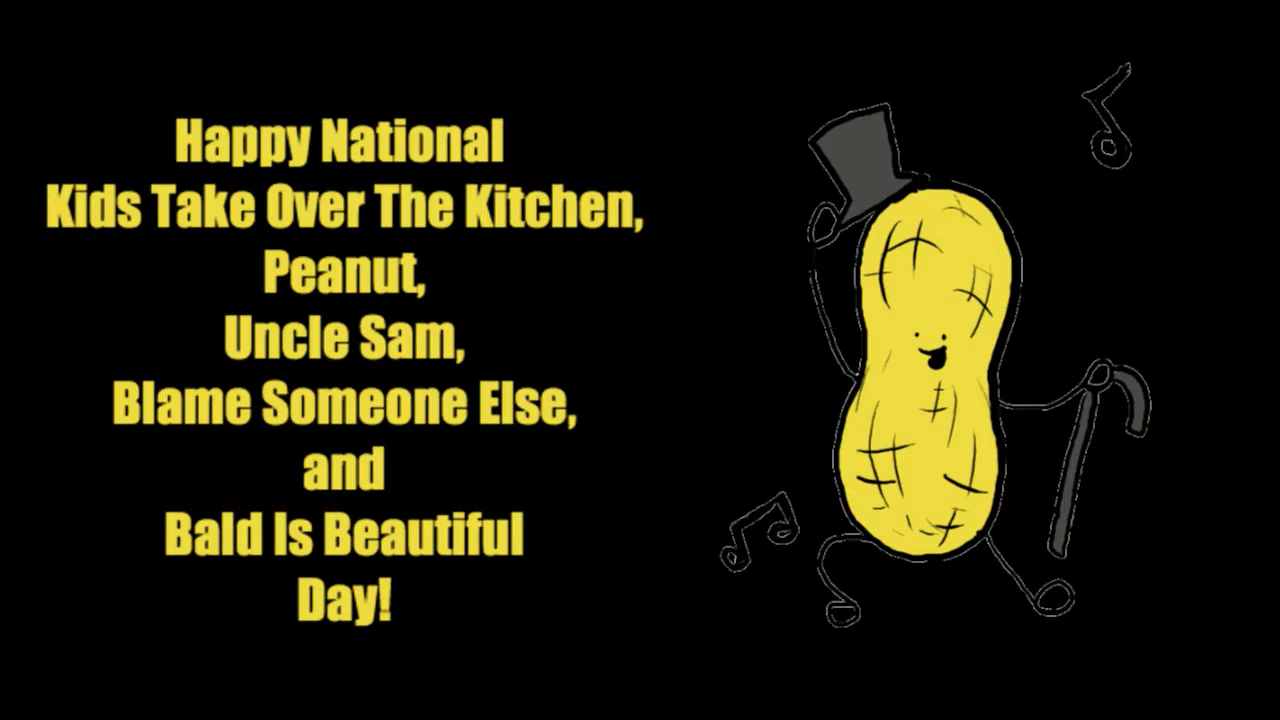 Happy National
Kids Take Over The Kitchen,
Peanut,
Uncle Sam,
Blame Someone Else,
and
Bald Is Beautiful
Day!